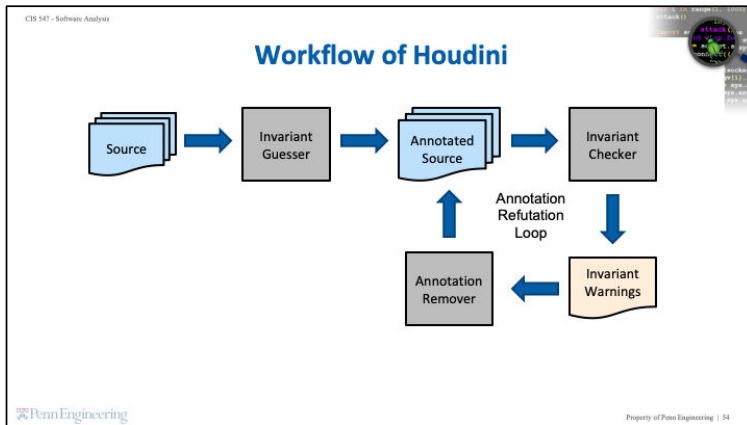 CIS 547 - Software Analysis
Workflow of Houdini
Source
Invariant
Guesser
Annotated
Source
Invariant
Checker
Annotation
Refutation
Loop
Annotation
Remover
Invariant
Warnings
Penn Engineering
Property of Penn Engineering | 54